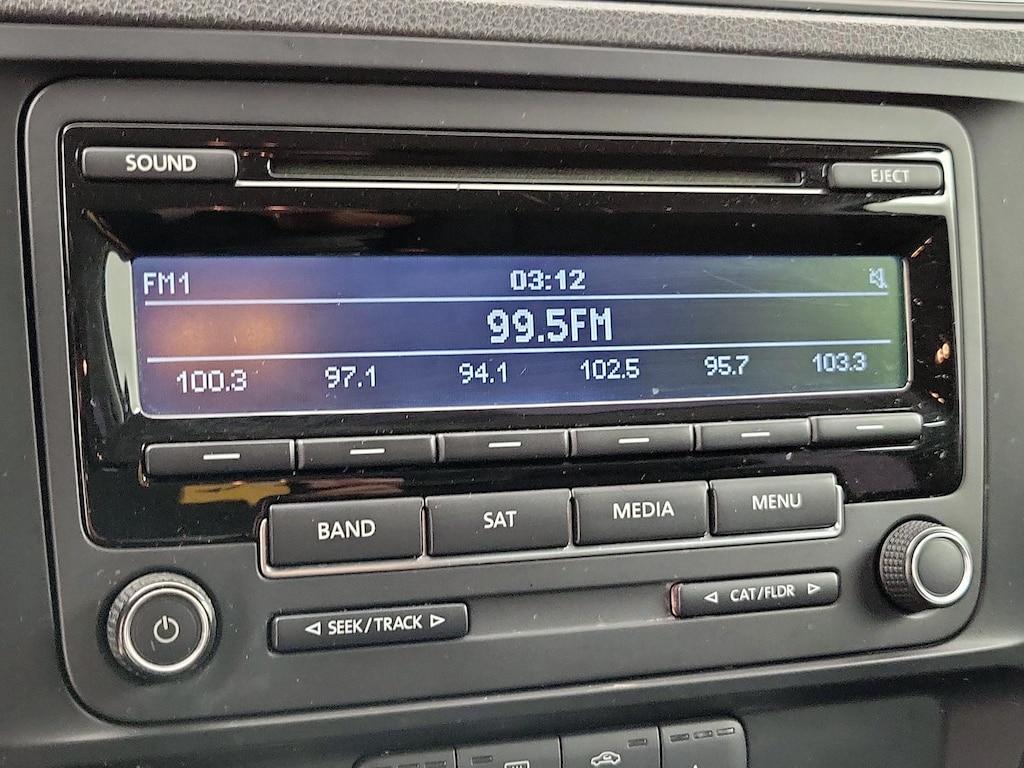 SOUND EJECT
FM1 03:12
99.5FM
100.3 97.1 94.1 102.5 95.7 103.3
BAND SAT MEDIA MENU
◁ SEEK/TRACK ▷ ◁ CAT/FLDR ▷